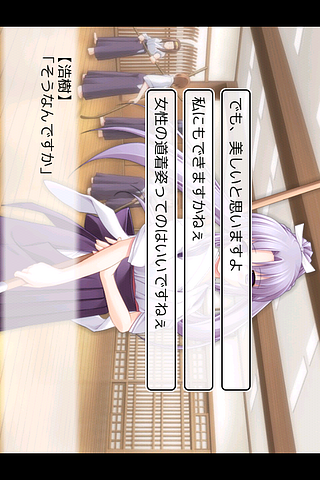 でも、美しいと思いますよ
私にもできますかねぇ
女性の道着姿ってのはいいですねぇ
【浩樹】
「そうなんですか」